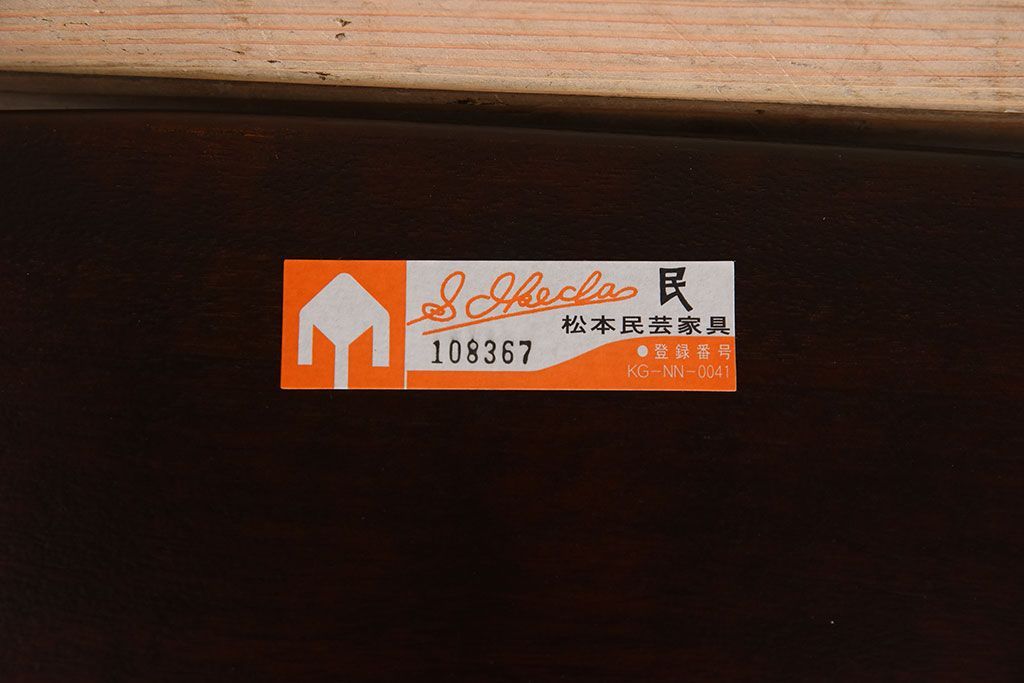 S Ikeda
民
松本民芸家具
108367
●登録番号
KG-NN-0041